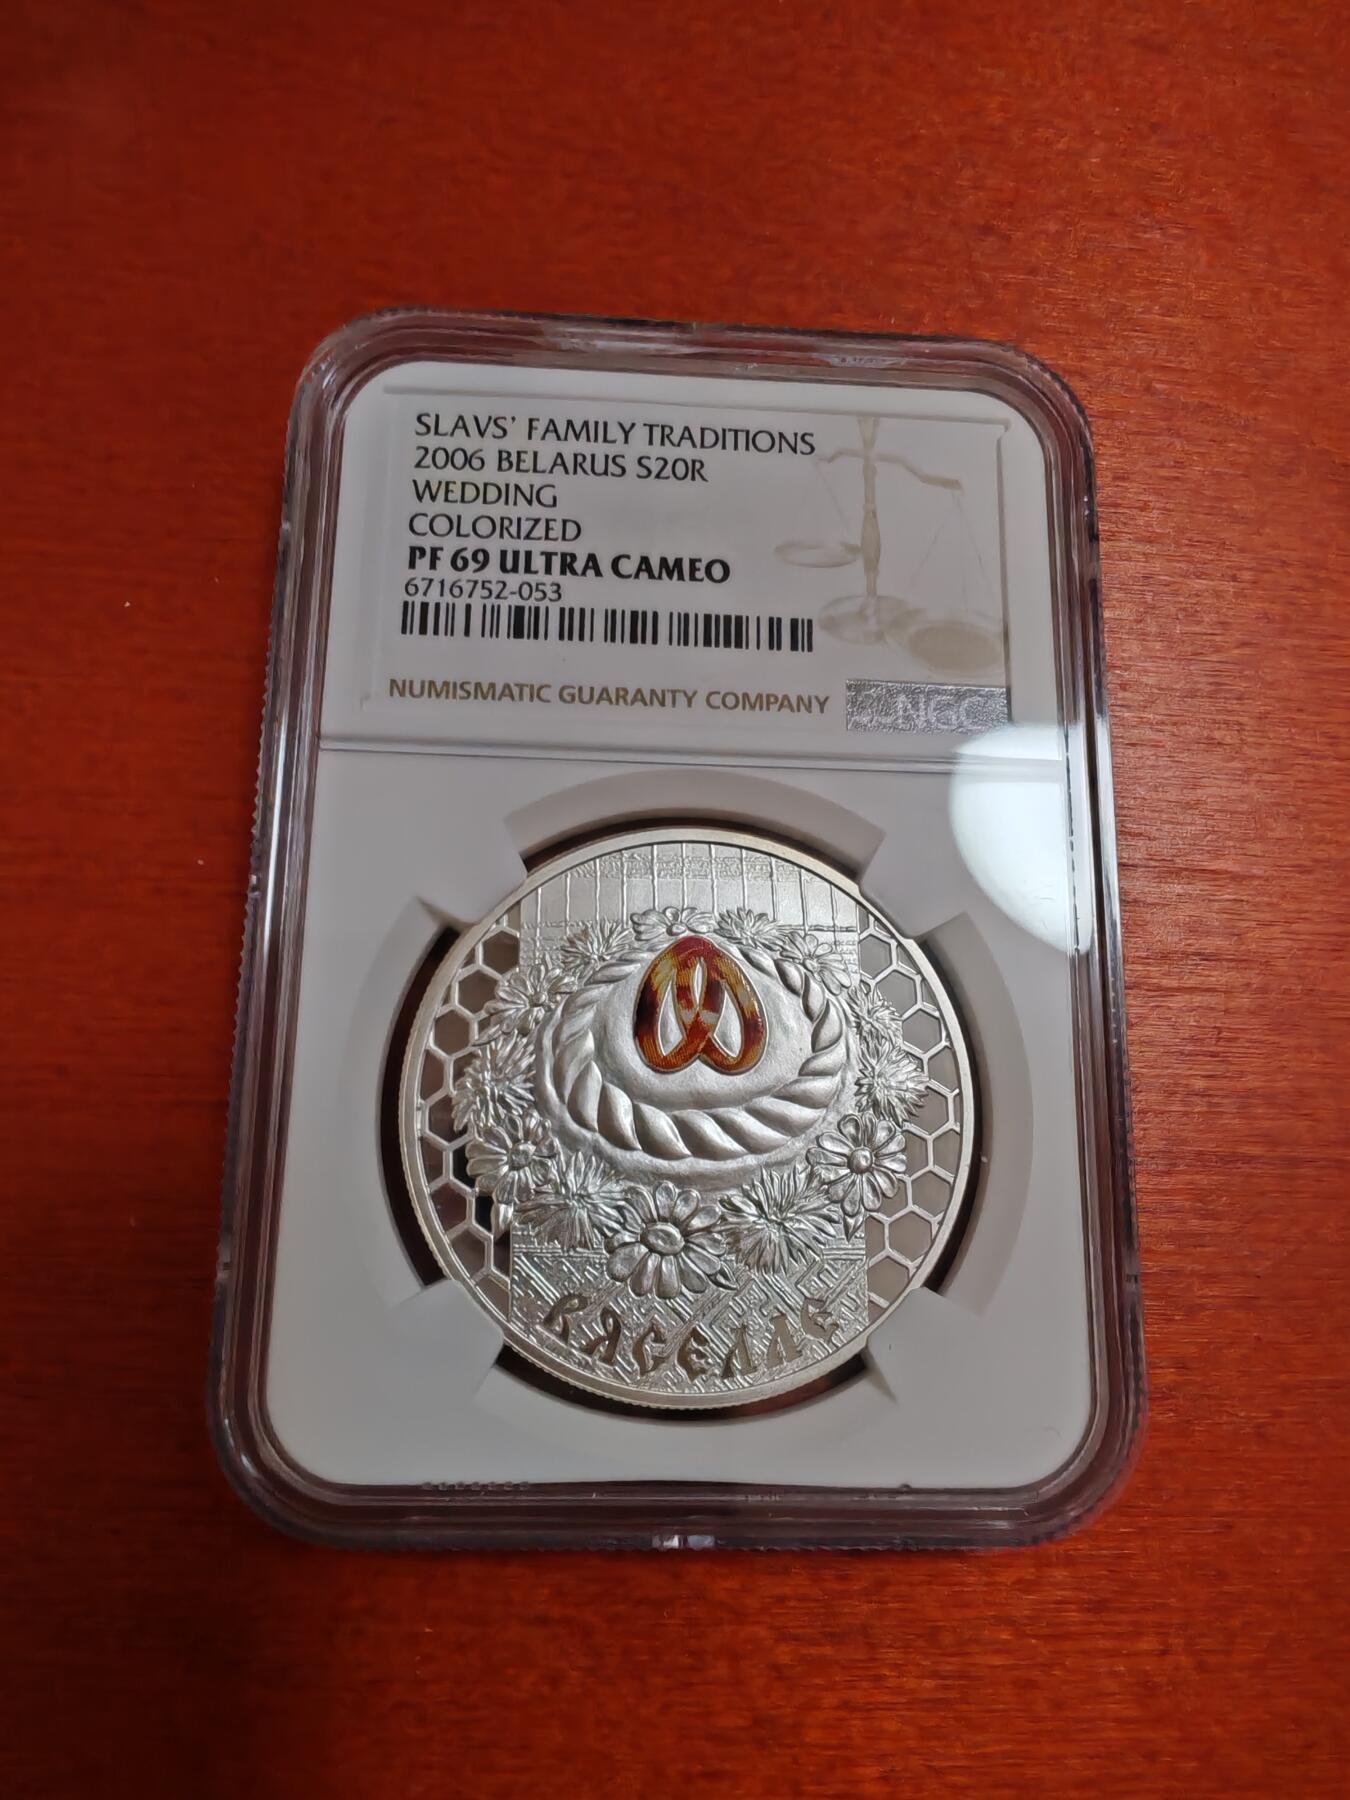 SLAVS' FAMILY TRADITIONS
2006 BELARUS S20R
WEDDING
COLORIZED
PF 69 ULTRA CAMEO
6716752-053
NUMISMATIC GUARANTY COMPANY
NGC
ВЯСЕЛЛЕ